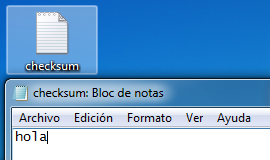 checksum
checksum: Bloc de notas
Archivo Edición Formato Ver Ayuda
hola